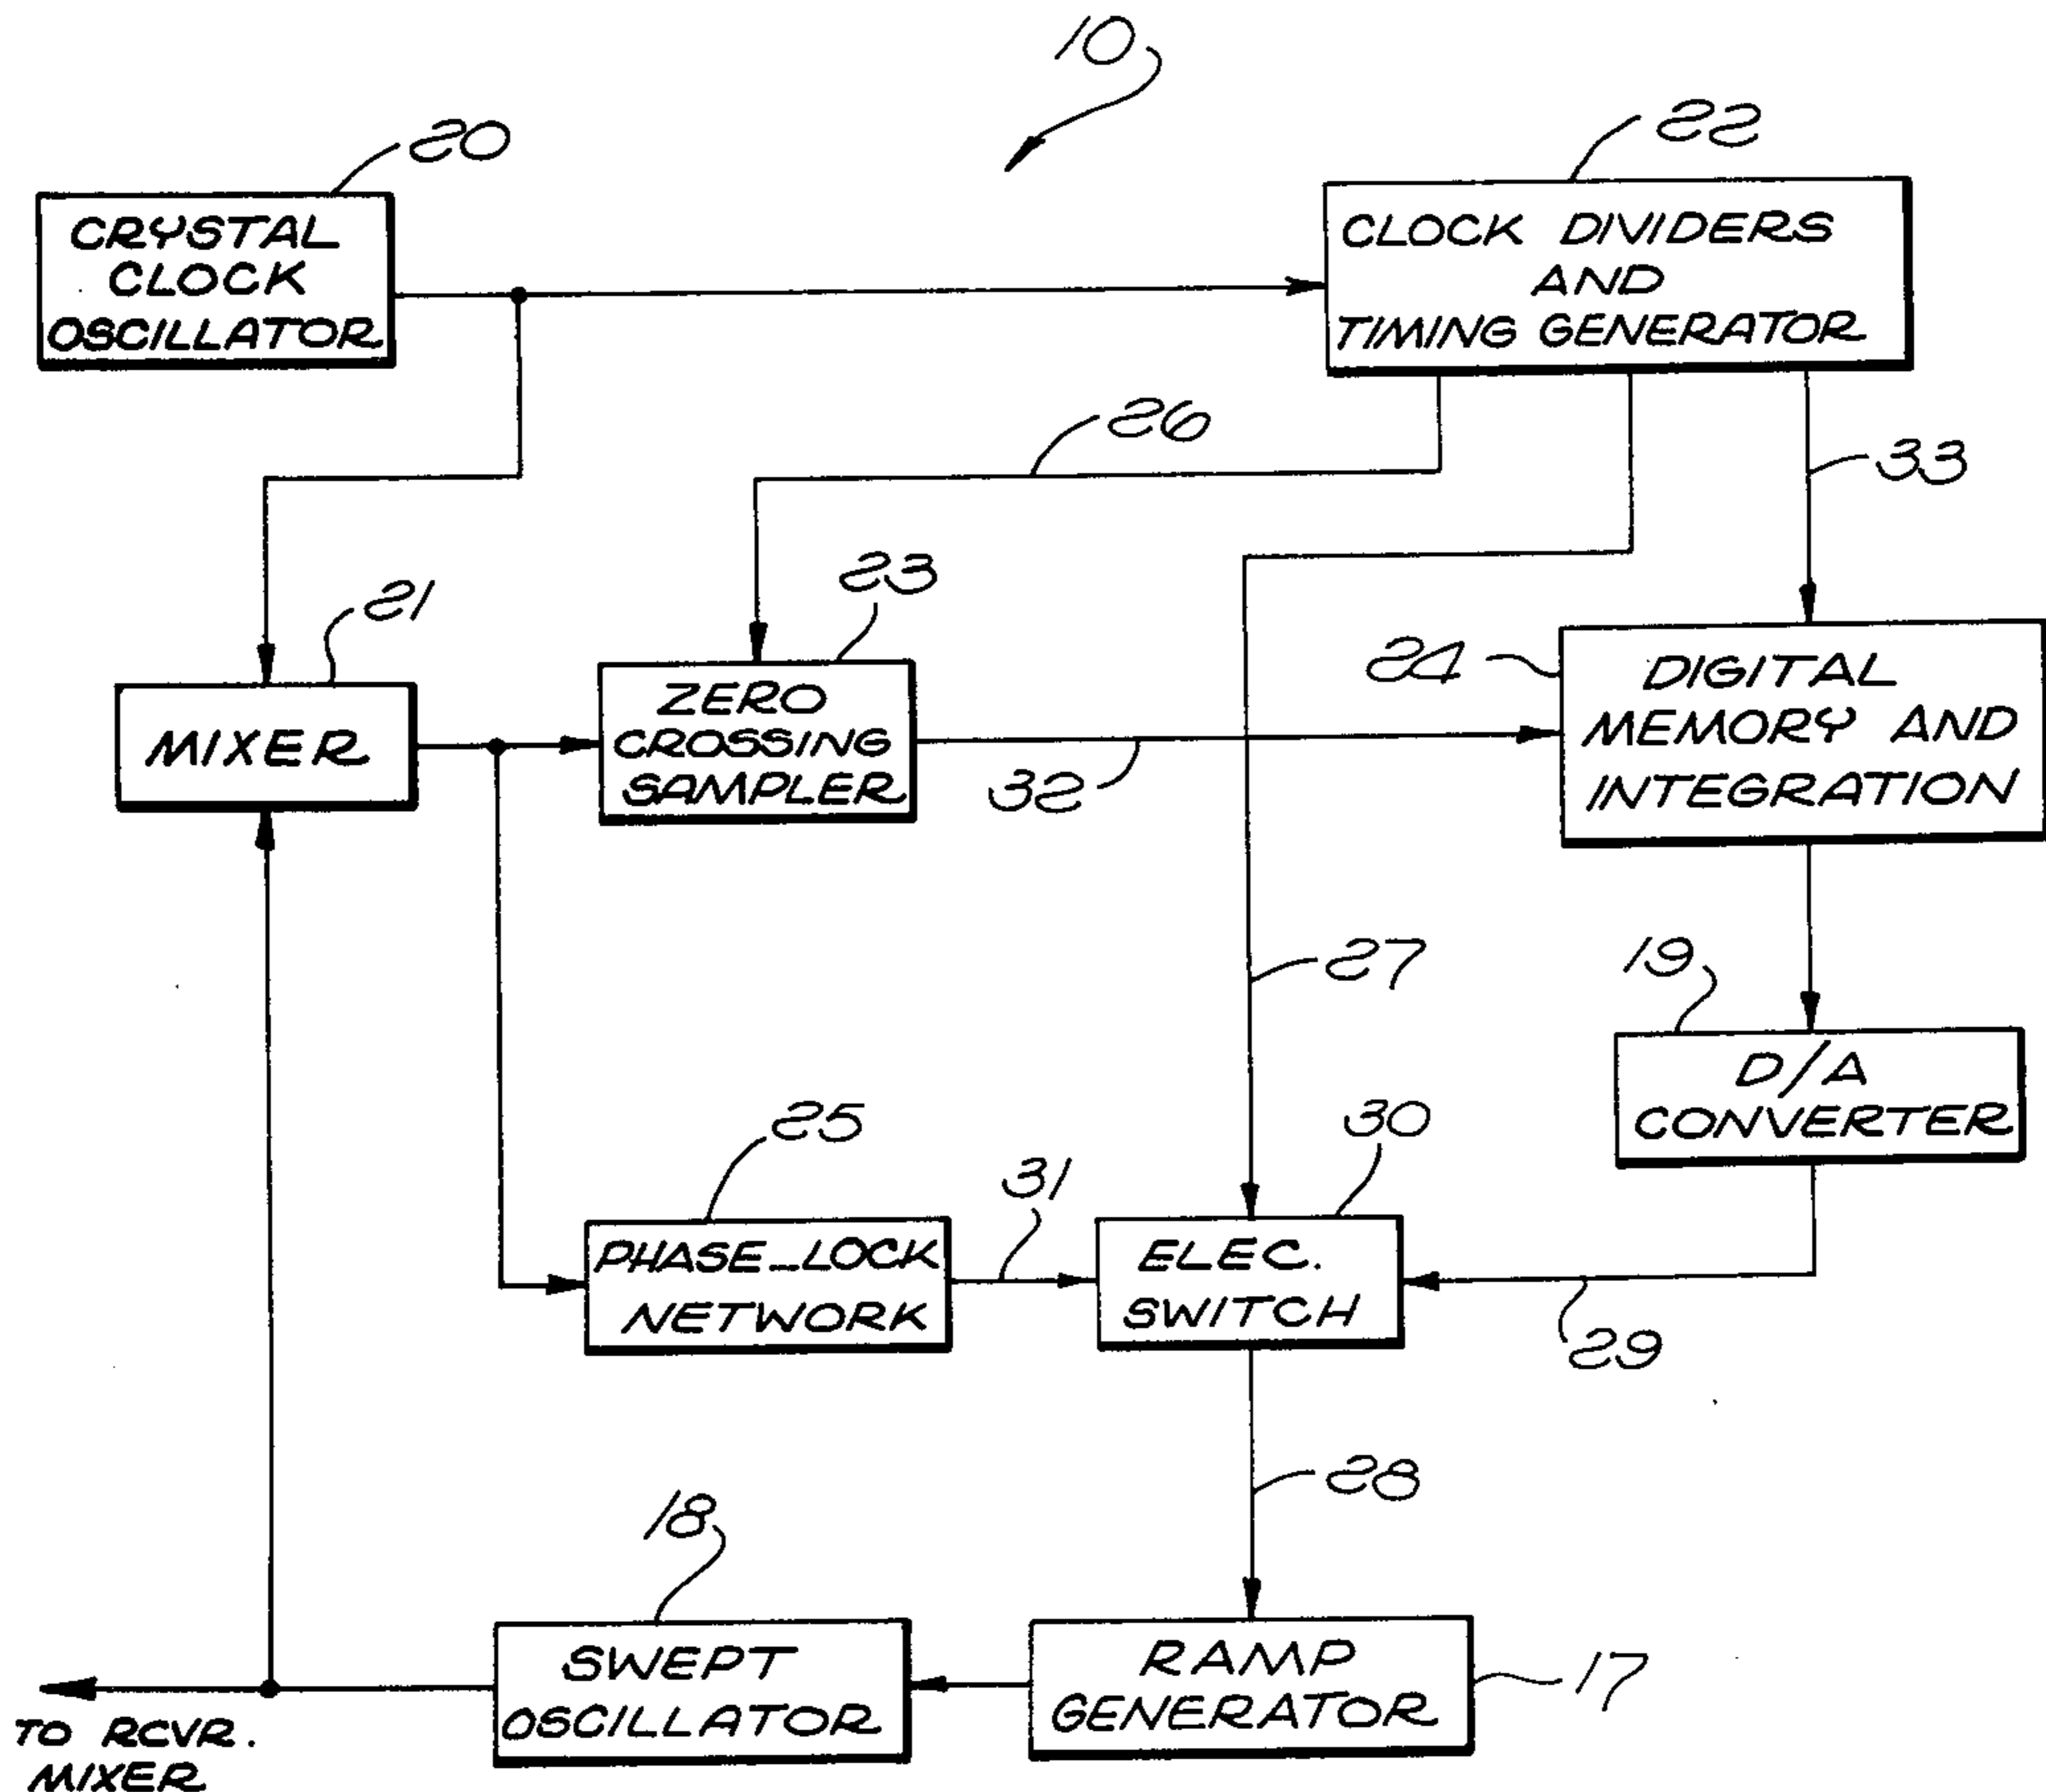 10
20
22
CRYSTAL
CLOCK
OSCILLATOR
CLOCK DIVIDERS
AND
TIMING GENERATOR
26
33
23
21
24
MIXER
ZERO
CROSSING
SAMPLER
DIGITAL
MEMORY AND
INTEGRATION
32
27
19
D/A
CONVERTER
25
31
30
PHASE-LOCK
NETWORK
ELEC.
SWITCH
29
28
18
SWEPT
OSCILLATOR
RAMP
GENERATOR
17
TO RCVR.
MIXER